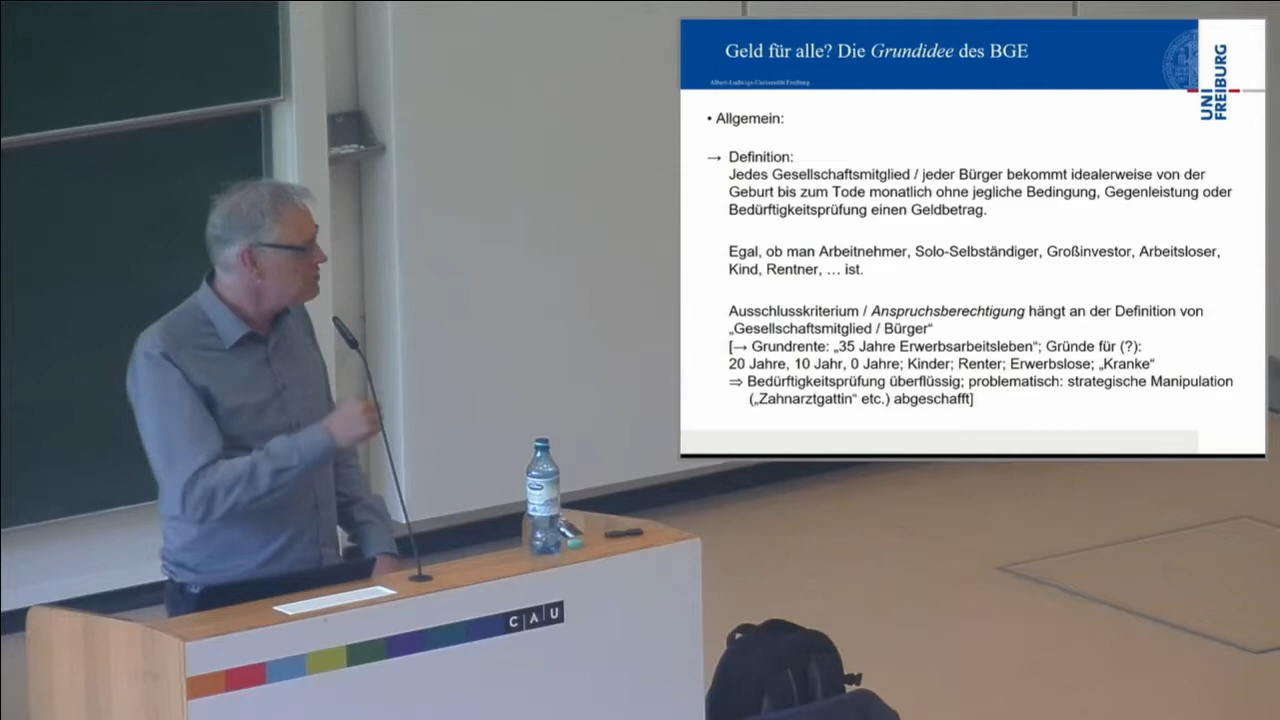 Geld für alle? Die Grundidee des BGE
Albert-Ludwigs-Universität Freiburg
UNI
FREIBURG
• Allgemein:
→ Definition:
Jedes Gesellschaftsmitglied / jeder Bürger bekommt idealerweise von der
Geburt bis zum Tode monatlich ohne jegliche Bedingung, Gegenleistung oder
Bedürftigkeitsprüfung einen Geldbetrag.
Egal, ob man Arbeitnehmer, Solo-Selbständiger, Großinvestor, Arbeitsloser,
Kind, Rentner, … ist.
Ausschlusskriterium / Anspruchsberechtigung hängt an der Definition von
„Gesellschaftsmitglied / Bürger“
[→ Grundrente: „35 Jahre Erwerbsarbeitsleben“; Gründe für (?):
20 Jahre, 10 Jahr, 0 Jahre; Kinder; Renter; Erwerbslose; „Kranke“
⇒ Bedürftigkeitsprüfung überflüssig; problematisch: strategische Manipulation
(„Zahnarztgattin“ etc.) abgeschafft]
C|A|U